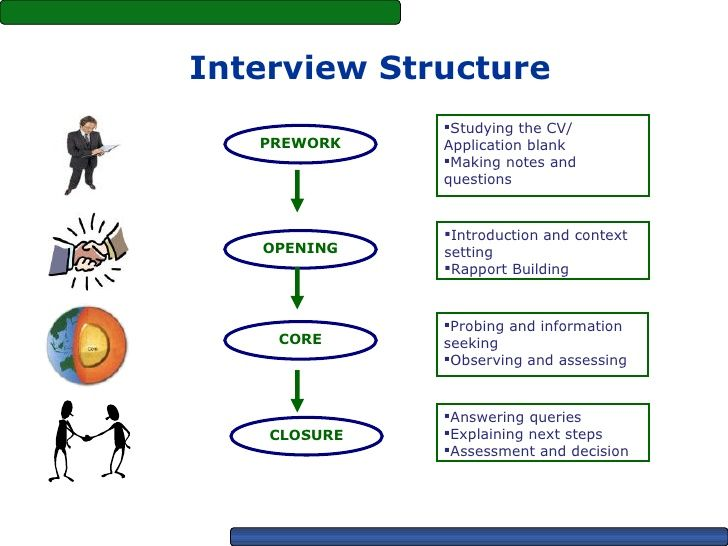 Interview Structure
PREWORK
▪Studying the CV/
Application blank
▪Making notes and
questions
OPENING
▪Introduction and context
setting
▪Rapport Building
Core
CORE
▪Probing and information
seeking
▪Observing and assessing
CLOSURE
▪Answering queries
▪Explaining next steps
▪Assessment and decision